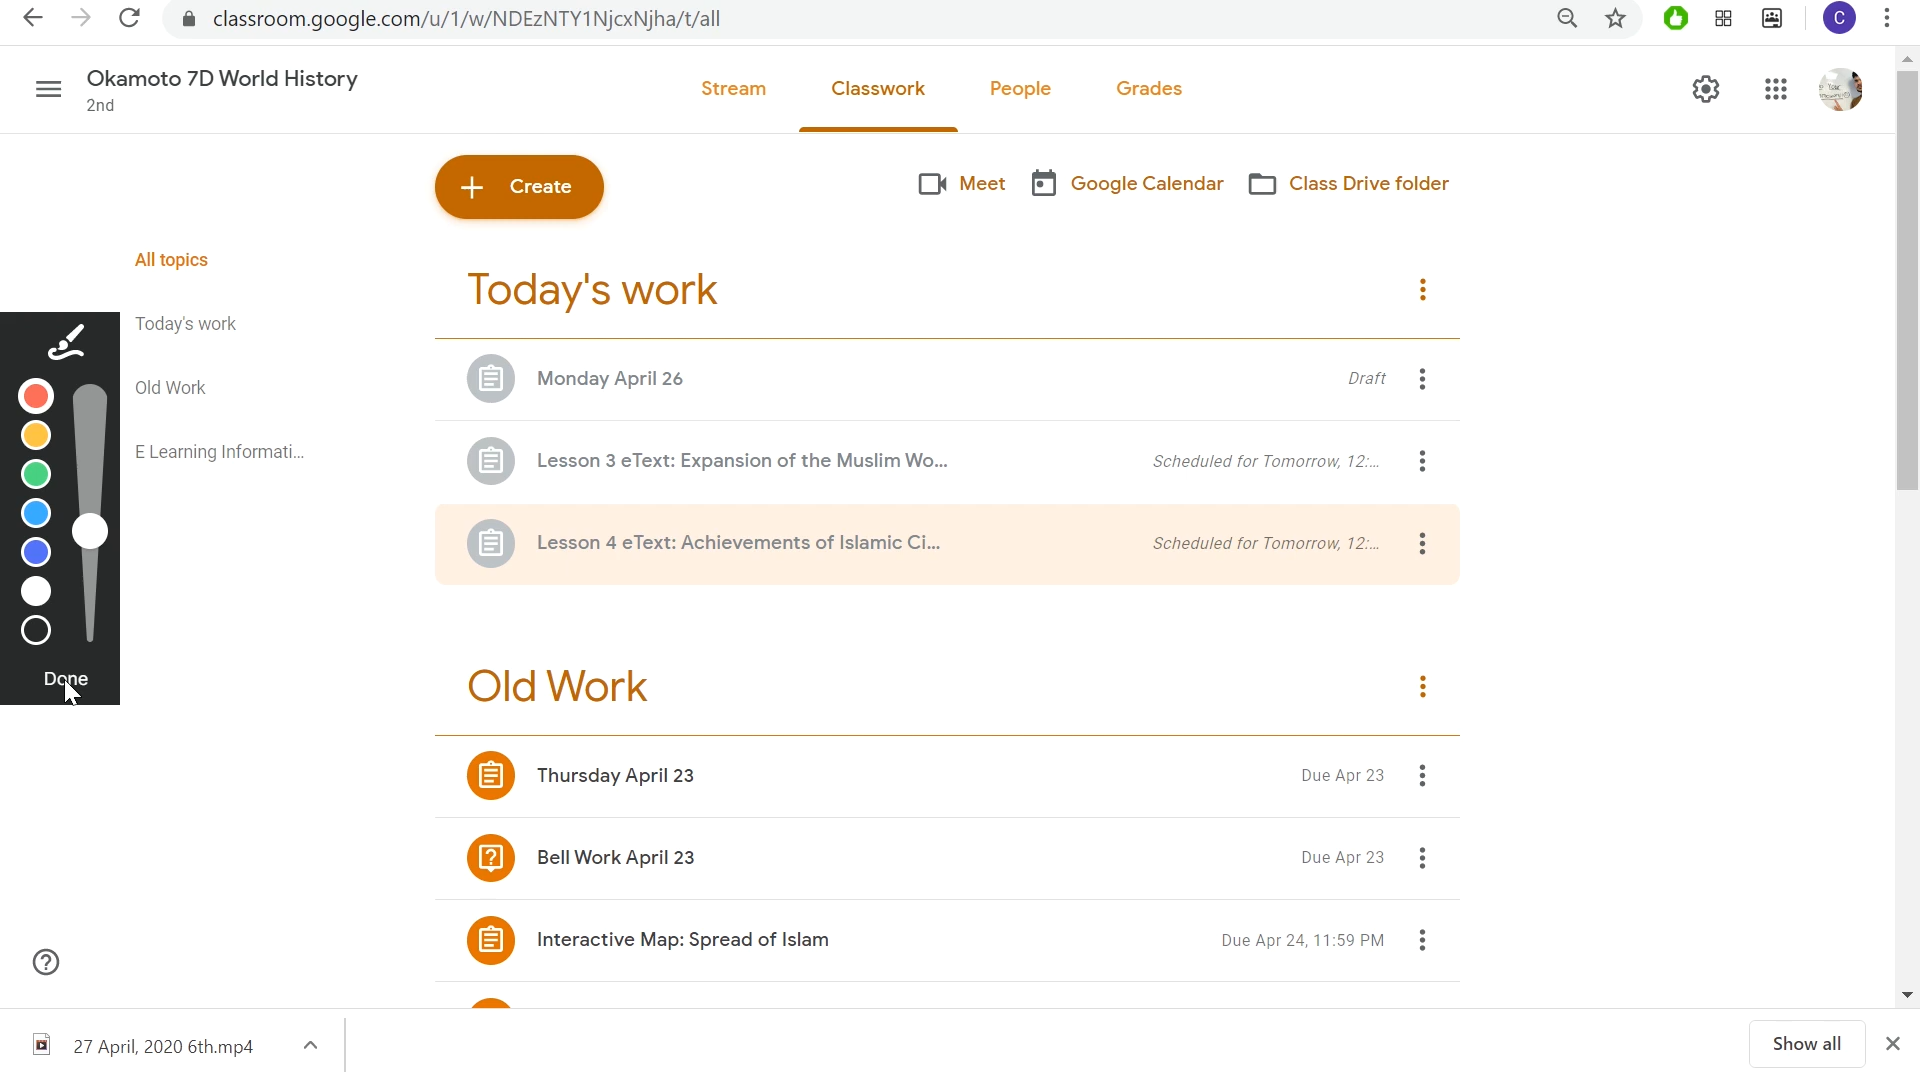 classroom.google.com/u/1/w/NDEzNTY1NjcxNjha/t/all
C
Okamoto 7D World History
2nd
Stream
Classwork
People
Grades
Create
Meet
Google Calendar
Class Drive folder
All topics
Today's work
Old Work
E Learning Informati...
Done
Today's work
Monday April 26
Draft
Lesson 3 eText: Expansion of the Muslim Wo...
Scheduled for Tomorrow, 12:...
Lesson 4 eText: Achievements of Islamic Ci...
Scheduled for Tomorrow, 12:...
Old Work
Thursday April 23
Due Apr 23
Bell Work April 23
Due Apr 23
Interactive Map: Spread of Islam
Due Apr 24, 11:59 PM
27 April, 2020 6th.mp4
Show all